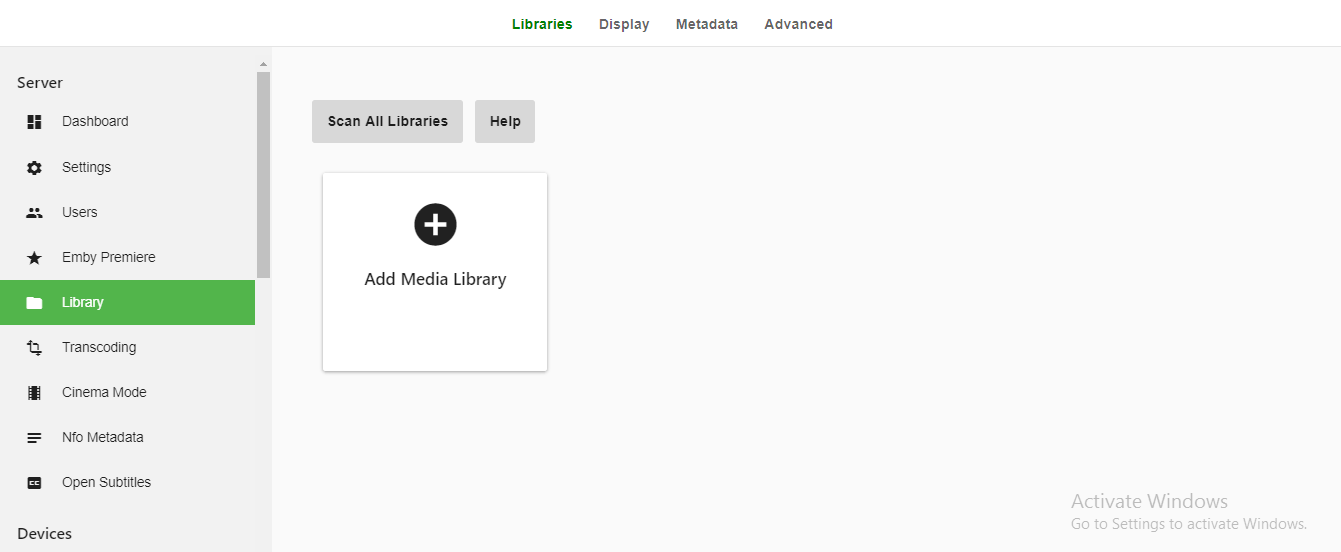 Libraries Display Metadata Advanced
Server
Dashboard
Settings
Users
Emby Premiere
Library
Transcoding
Cinema Mode
Nfo Metadata
Open Subtitles
Devices
Scan All Libraries Help
Add Media Library
Activate Windows
Go to Settings to activate Windows.